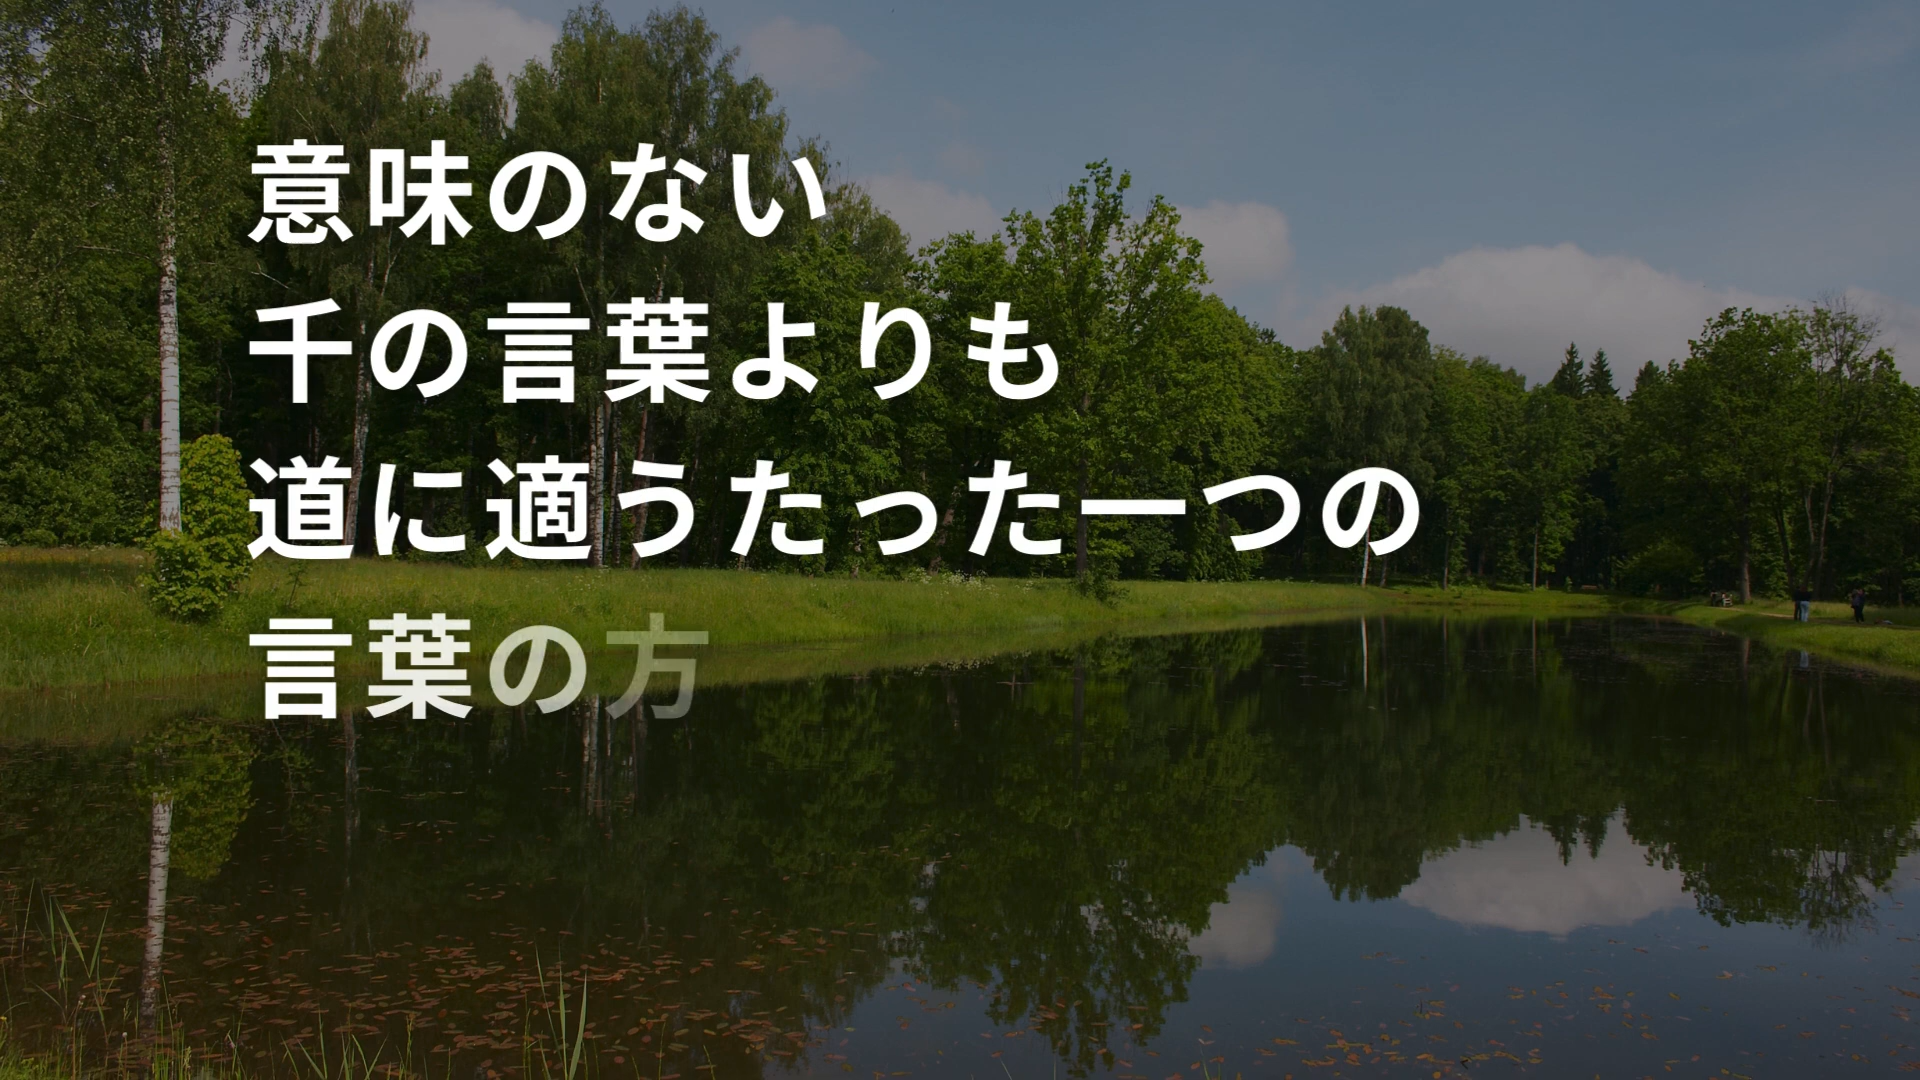 意味のない
千の言葉よりも
道に適うたった一つの
言葉の方